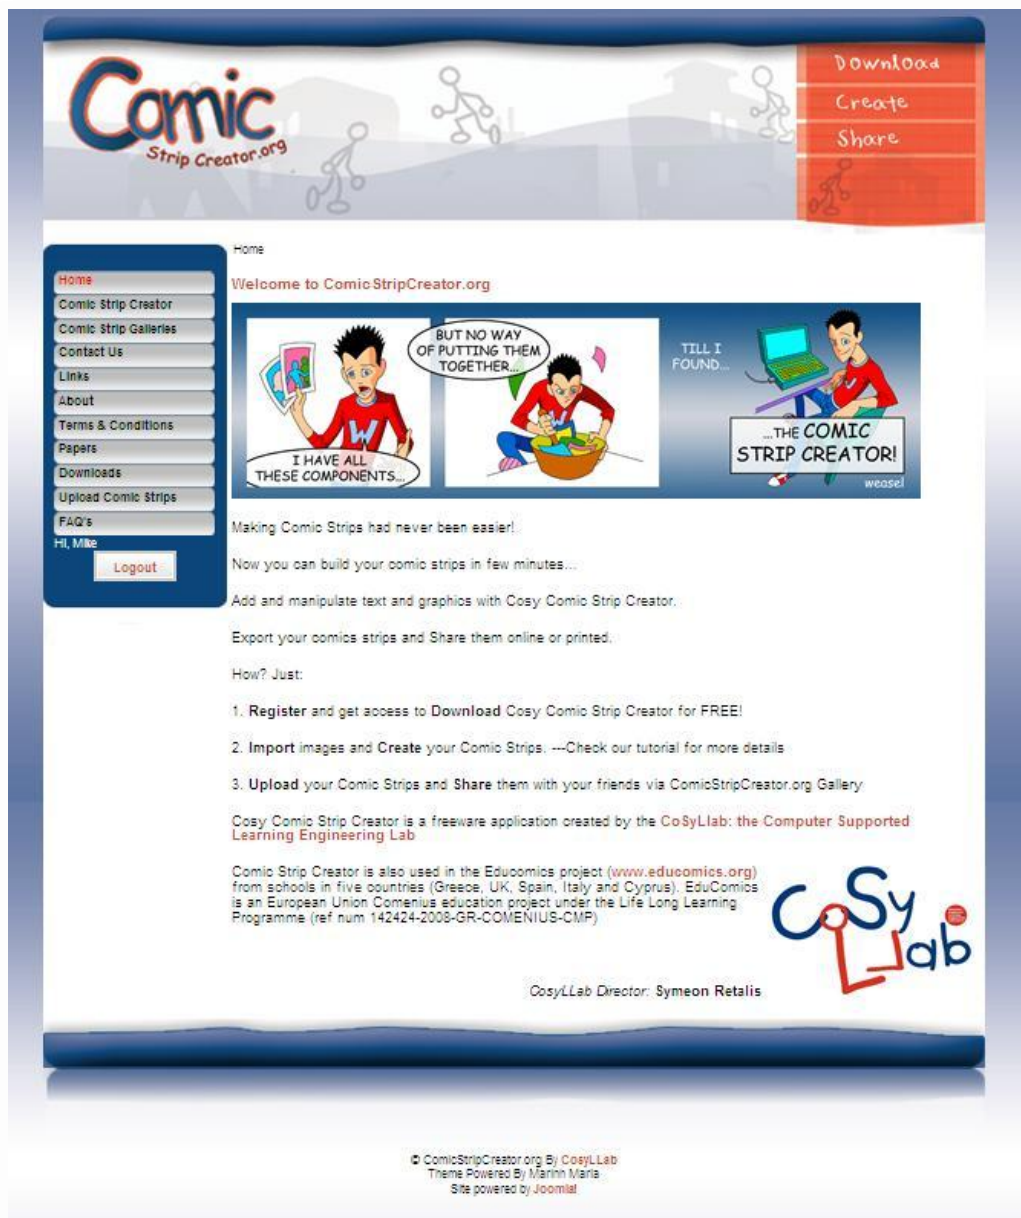 Comic
Strip Creator.org
Download
Create
Share
Home
Home
Comic Strip Creator
Comic Strip Galleries
Contact Us
Links
About
Terms & Conditions
Papers
Downloads
Upload Comic Strips
FAQ's
Hi, Mike
Logout
Welcome to ComicStripCreator.org
I HAVE ALL
THESE COMPONENTS...
BUT NO WAY
OF PUTTING THEM
TOGETHER...
TILL I
FOUND...
...THE COMIC
STRIP CREATOR!
weasel
Making Comic Strips had never been easier!
Now you can build your comic strips in few minutes...
Add and manipulate text and graphics with Cosy Comic Strip Creator.
Export your comics strips and Share them online or printed.
How? Just:
1. Register and get access to Download Cosy Comic Strip Creator for FREE!
2. Import images and Create your Comic Strips. ---Check our tutorial for more details
3. Upload your Comic Strips and Share them with your friends via ComicStripCreator.org Gallery
Cosy Comic Strip Creator is a freeware application created by the CoSyLlab: the Computer Supported
Learning Engineering Lab
Comic Strip Creator is also used in the Educomics project (www.educomics.org)
from schools in five countries (Greece, UK, Spain, Italy and Cyprus). EduComics
is an European Union Comenius education project under the Life Long Learning
Programme (ref num 142424-2008-GR-COMENIUS-CMP)
CoSy
Lab
CosyLLab Director: Symeon Retalis
© ComicStripCreator.org By CosyLLab
Theme Powered By Marinh Maria
Site powered by Joomla!